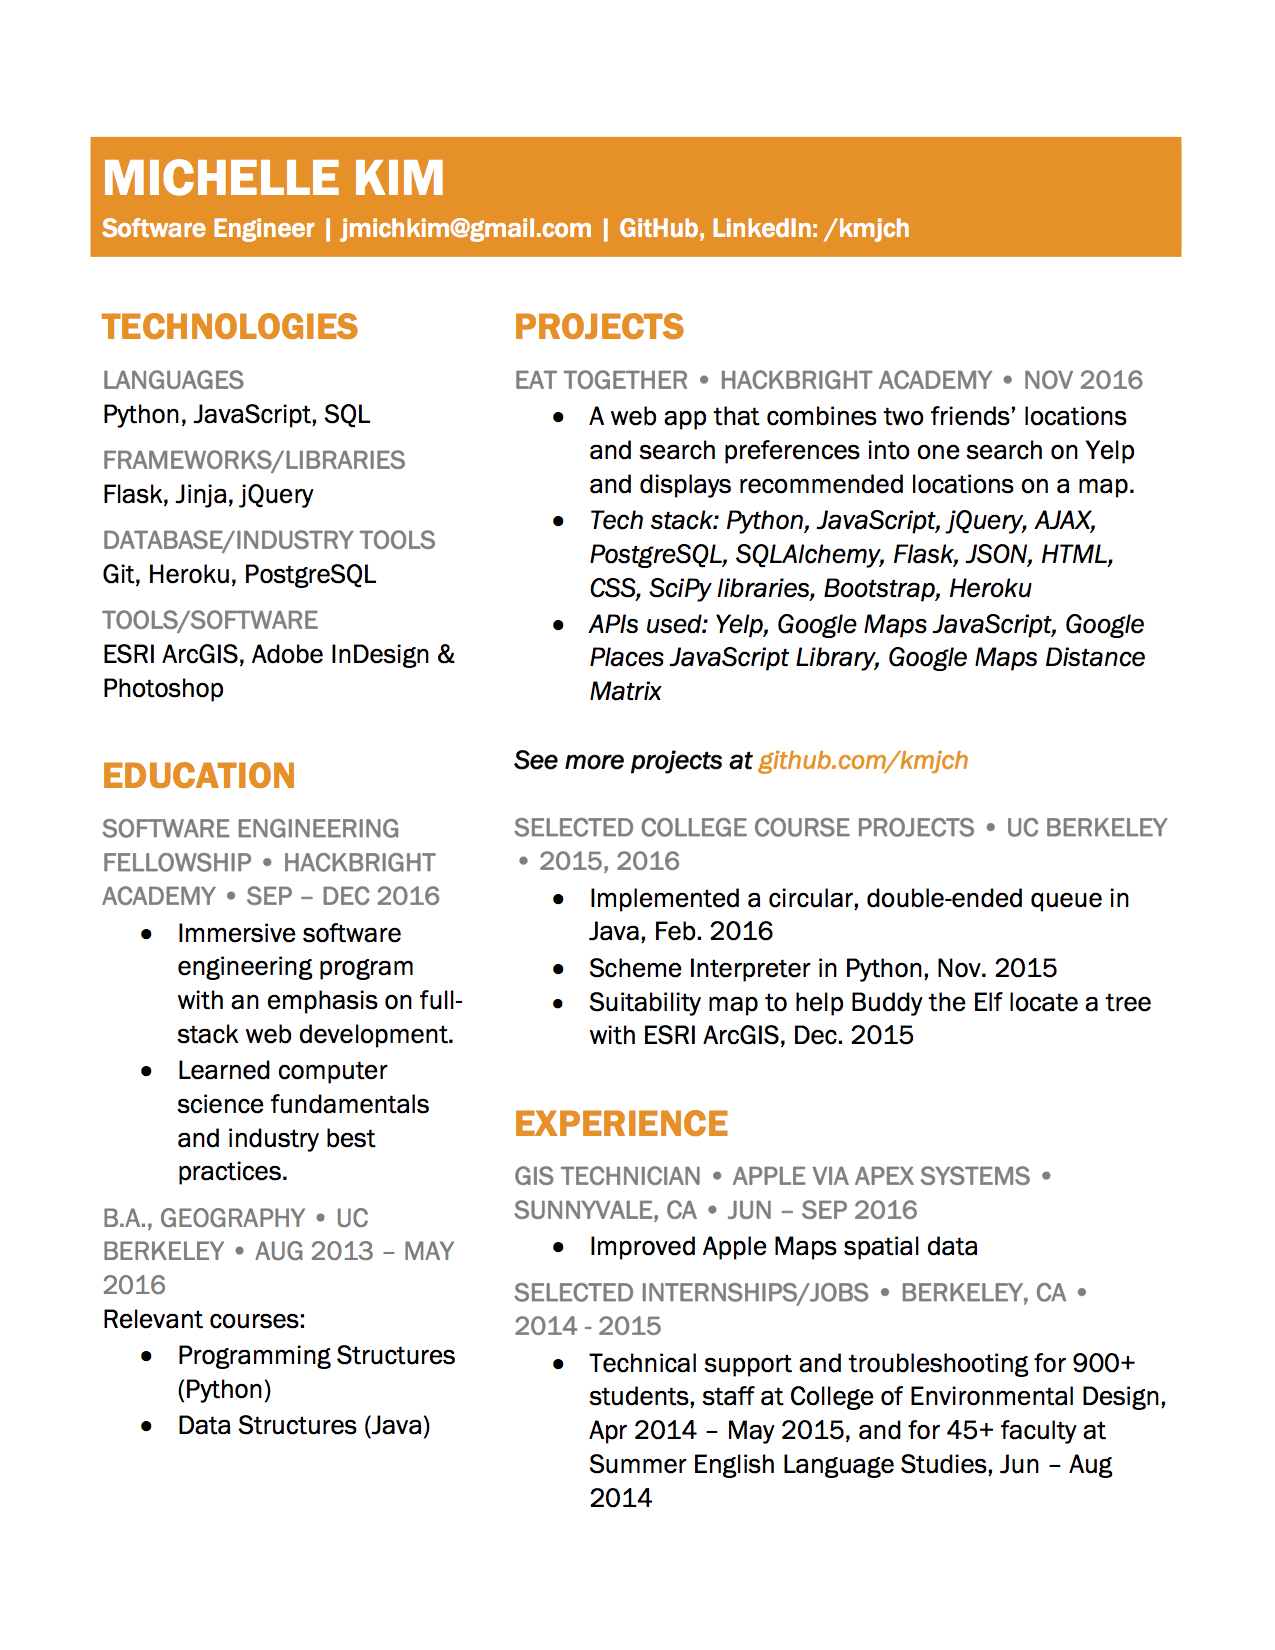 MICHELLE KIM
Software Engineer | jmichkim@gmail.com | GitHub, LinkedIn: /kmjch
TECHNOLOGIES
LANGUAGES
Python, JavaScript, SQL
FRAMEWORKS/LIBRARIES
Flask, Jinja, jQuery
DATABASE/INDUSTRY TOOLS
Git, Heroku, PostgreSQL
TOOLS/SOFTWARE
ESRI ArcGIS, Adobe InDesign &
Photoshop
EDUCATION
SOFTWARE ENGINEERING
FELLOWSHIP • HACKBRIGHT
ACADEMY • SEP – DEC 2016
• Immersive software
engineering program
with an emphasis on full-
stack web development.
• Learned computer
science fundamentals
and industry best
practices.
B.A., GEOGRAPHY • UC
BERKELEY • AUG 2013 – MAY
2016
Relevant courses:
• Programming Structures
(Python)
• Data Structures (Java)
PROJECTS
EAT TOGETHER • HACKBRIGHT ACADEMY • NOV 2016
• A web app that combines two friends’ locations
and search preferences into one search on Yelp
and displays recommended locations on a map.
• Tech stack: Python, JavaScript, jQuery, AJAX,
PostgreSQL, SQLAlchemy, Flask, JSON, HTML,
CSS, SciPy libraries, Bootstrap, Heroku
• APIs used: Yelp, Google Maps JavaScript, Google
Places JavaScript Library, Google Maps Distance
Matrix
See more projects at github.com/kmjch
SELECTED COLLEGE COURSE PROJECTS • UC BERKELEY
• 2015, 2016
• Implemented a circular, double-ended queue in
Java, Feb. 2016
• Scheme Interpreter in Python, Nov. 2015
• Suitability map to help Buddy the Elf locate a tree
with ESRI ArcGIS, Dec. 2015
EXPERIENCE
GIS TECHNICIAN • APPLE VIA APEX SYSTEMS •
SUNNYVALE, CA • JUN – SEP 2016
• Improved Apple Maps spatial data
SELECTED INTERNSHIPS/JOBS • BERKELEY, CA •
2014 - 2015
• Technical support and troubleshooting for 900+
students, staff at College of Environmental Design,
Apr 2014 – May 2015, and for 45+ faculty at
Summer English Language Studies, Jun – Aug
2014